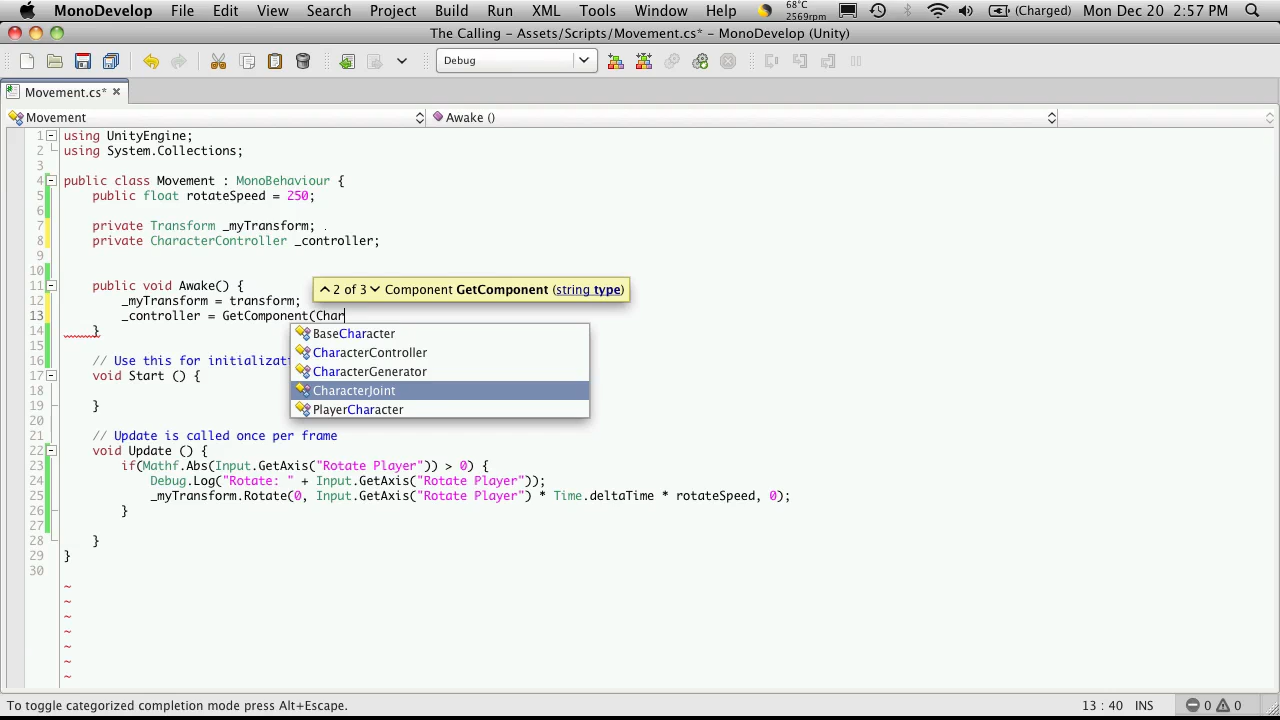 MonoDevelop File Edit View Search Project Build Run XML Tools Window Help 68°C 2569rpm (Charged) Mon Dec 20 2:57 PM
The Calling - Assets/Scripts/Movement.cs* - MonoDevelop (Unity)
Debug
Movement.cs*
Movement Awake ()
1 using UnityEngine;
2 using System.Collections;
3
4 public class Movement : MonoBehaviour {
5 public float rotateSpeed = 250;
6
7 private Transform _myTransform;
8 private CharacterController _controller;
9
10
11 public void Awake() {
2 of 3 Component GetComponent (string type)
12 _myTransform = transform;
13 _controller = GetComponent(Char
14 }
BaseCharacter
CharacterController
CharacterGenerator
CharacterJoint
PlayerCharacter
15
16 // Use this for initializati
17 void Start () {
18
19 }
20
21 // Update is called once per frame
22 void Update () {
23 if(Mathf.Abs(Input.GetAxis("Rotate Player")) > 0) {
24 Debug.Log("Rotate: " + Input.GetAxis("Rotate Player"));
25 _myTransform.Rotate(0, Input.GetAxis("Rotate Player") * Time.deltaTime * rotateSpeed, 0);
26 }
27
28 }
29 }
30
~
~
~
~
~
~
~
To toggle categorized completion mode press Alt+Escape. 13 : 40 INS 0 0